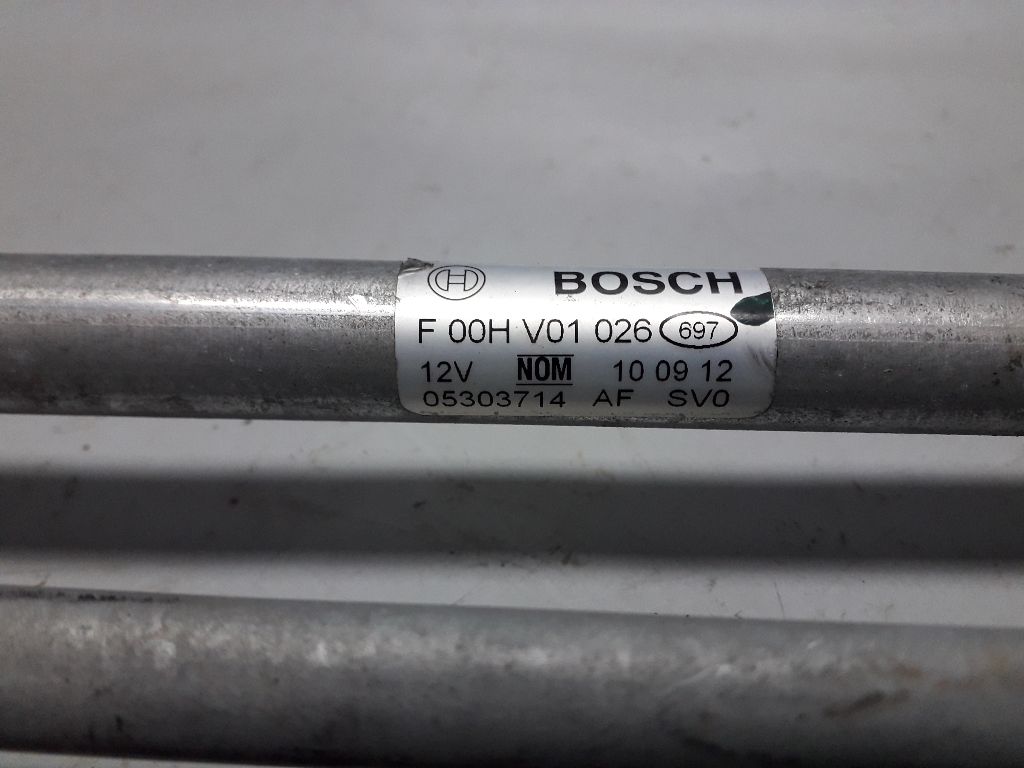 BOSCH
F 00H V01 026 697
12V NOM 10 09 12
05303714 AF SV0